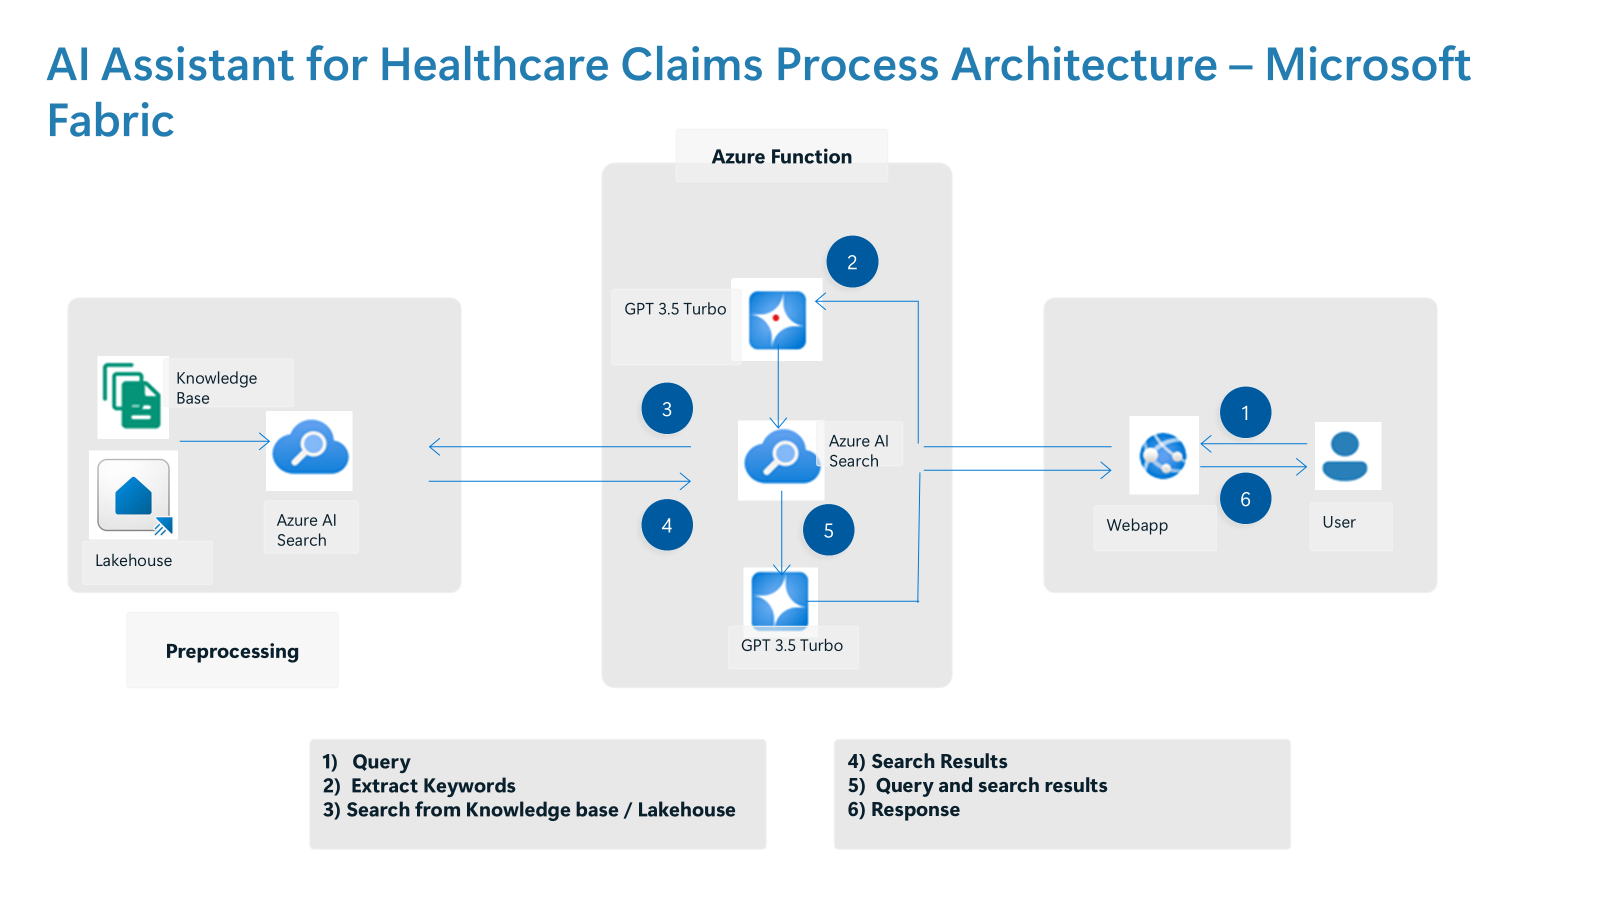 AI Assistant for Healthcare Claims Process Architecture – Microsoft
Fabric
Azure Function
2
GPT 3.5 Turbo
Knowledge
Base
3
1
Azure AI
Search
4
5
6
Azure AI
Search
Webapp
User
Lakehouse
GPT 3.5 Turbo
Preprocessing
1) Query
2) Extract Keywords
3) Search from Knowledge base / Lakehouse
4) Search Results
5) Query and search results
6) Response